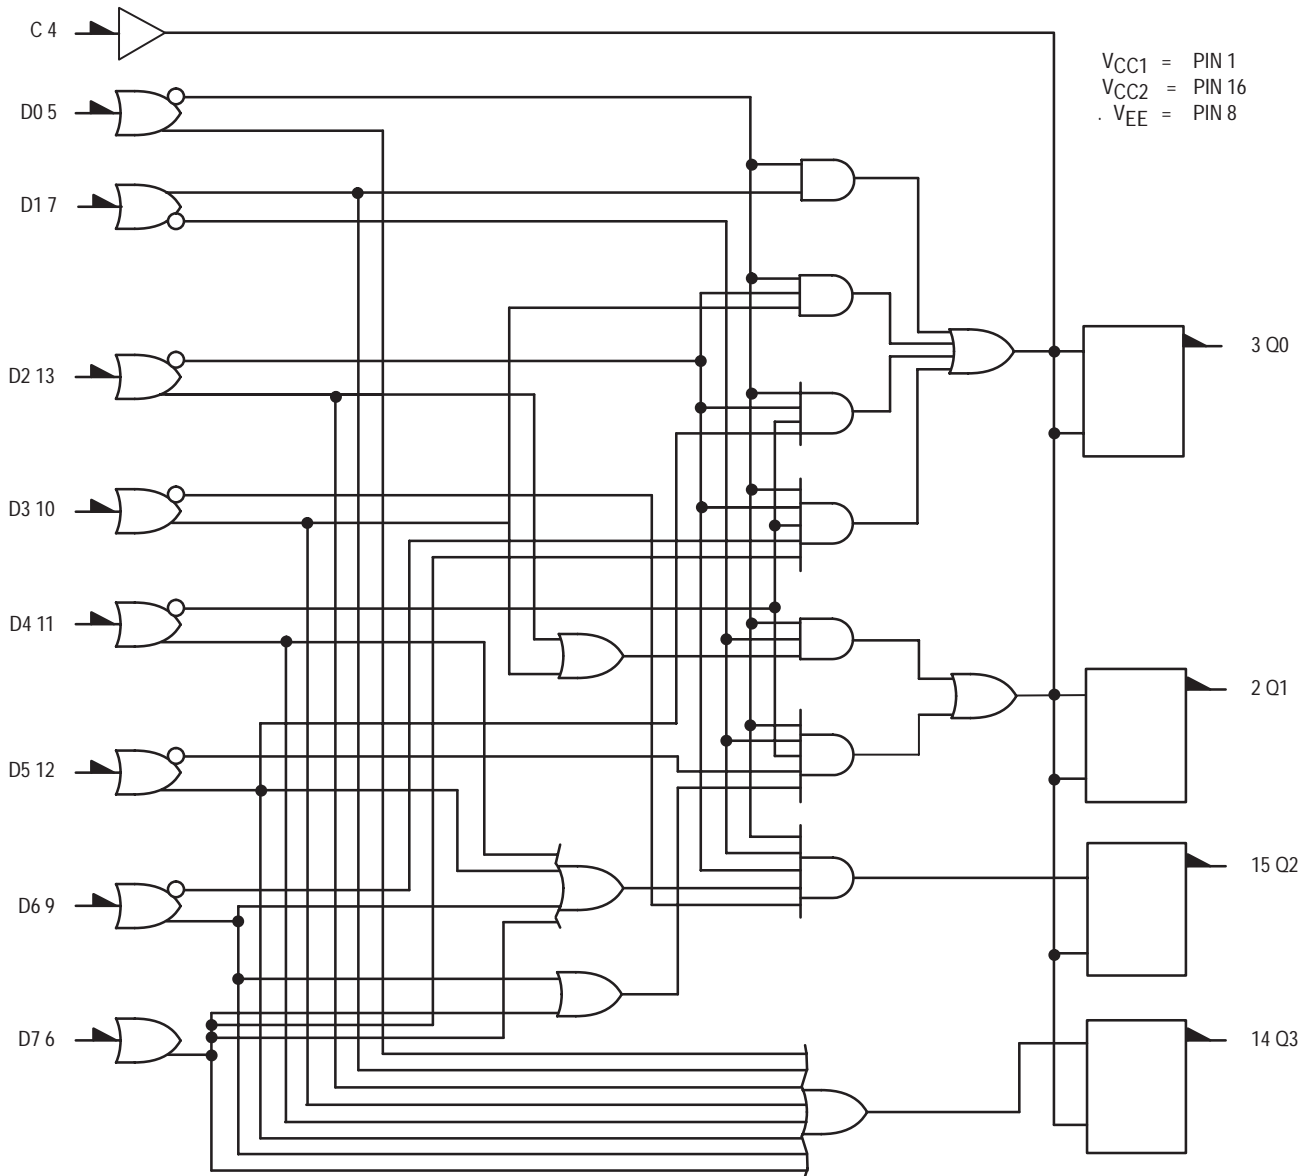 C 4
VCC1 = PIN 1
VCC2 = PIN 16
. VEE = PIN 8
D0 5
D1 7
D2 13
D3 10
D4 11
D5 12
D6 9
D7 6
3 Q0
2 Q1
15 Q2
14 Q3